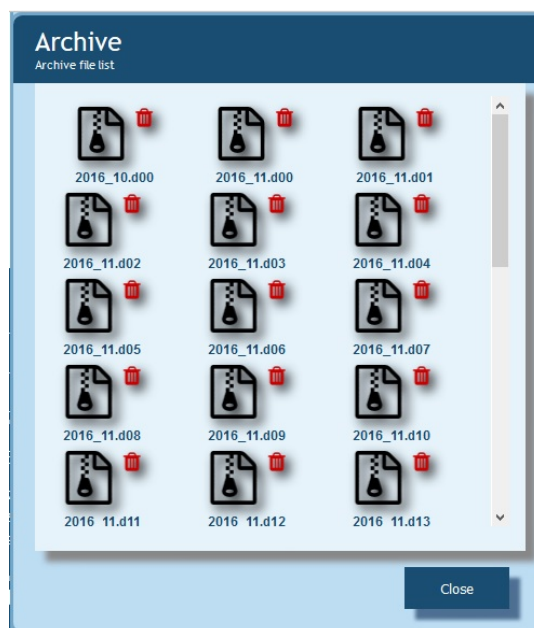 Archive
Archive file list
2016_10.d00 2016_11.d00 2016_11.d01
2016_11.d02 2016_11.d03 2016_11.d04
2016_11.d05 2016_11.d06 2016_11.d07
2016_11.d08 2016_11.d09 2016_11.d10
2016_11.d11 2016_11.d12 2016_11.d13
Close